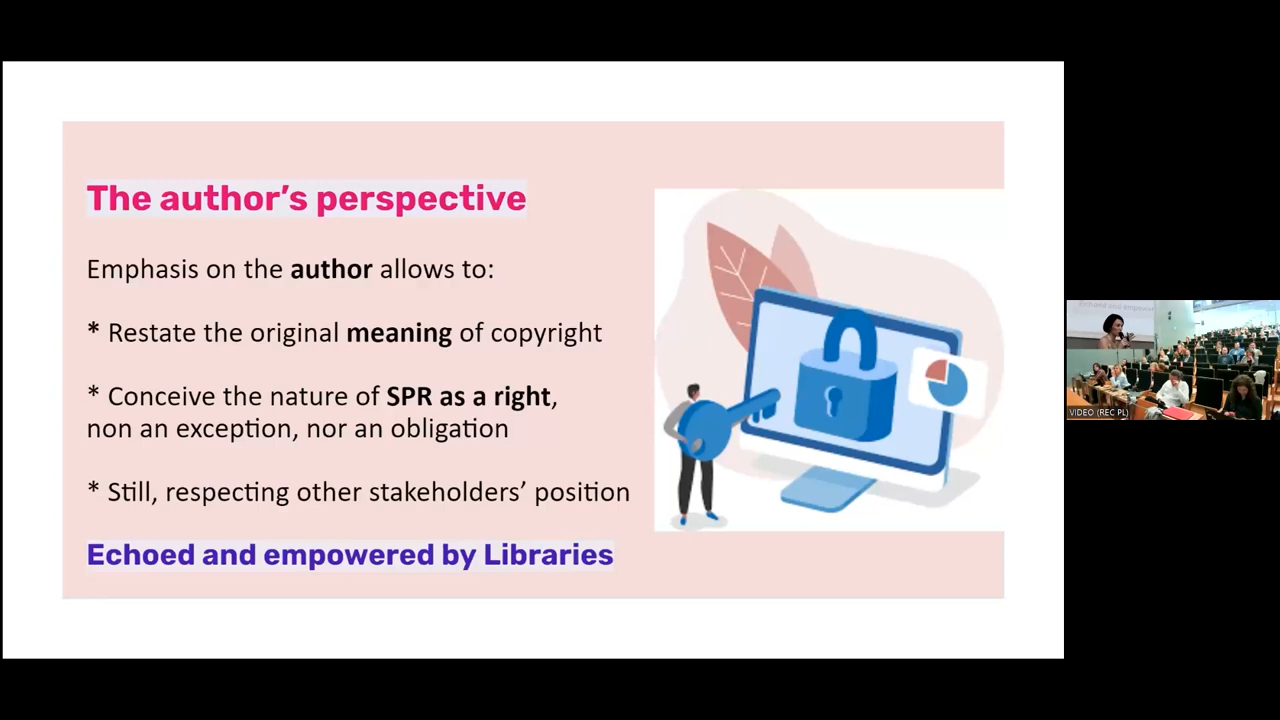 The author’s perspective
Emphasis on the author allows to:
* Restate the original meaning of copyright
* Conceive the nature of SPR as a right,
non an exception, nor an obligation
* Still, respecting other stakeholders’ position
Echoed and empowered by Libraries
VIDEO (REC PL)